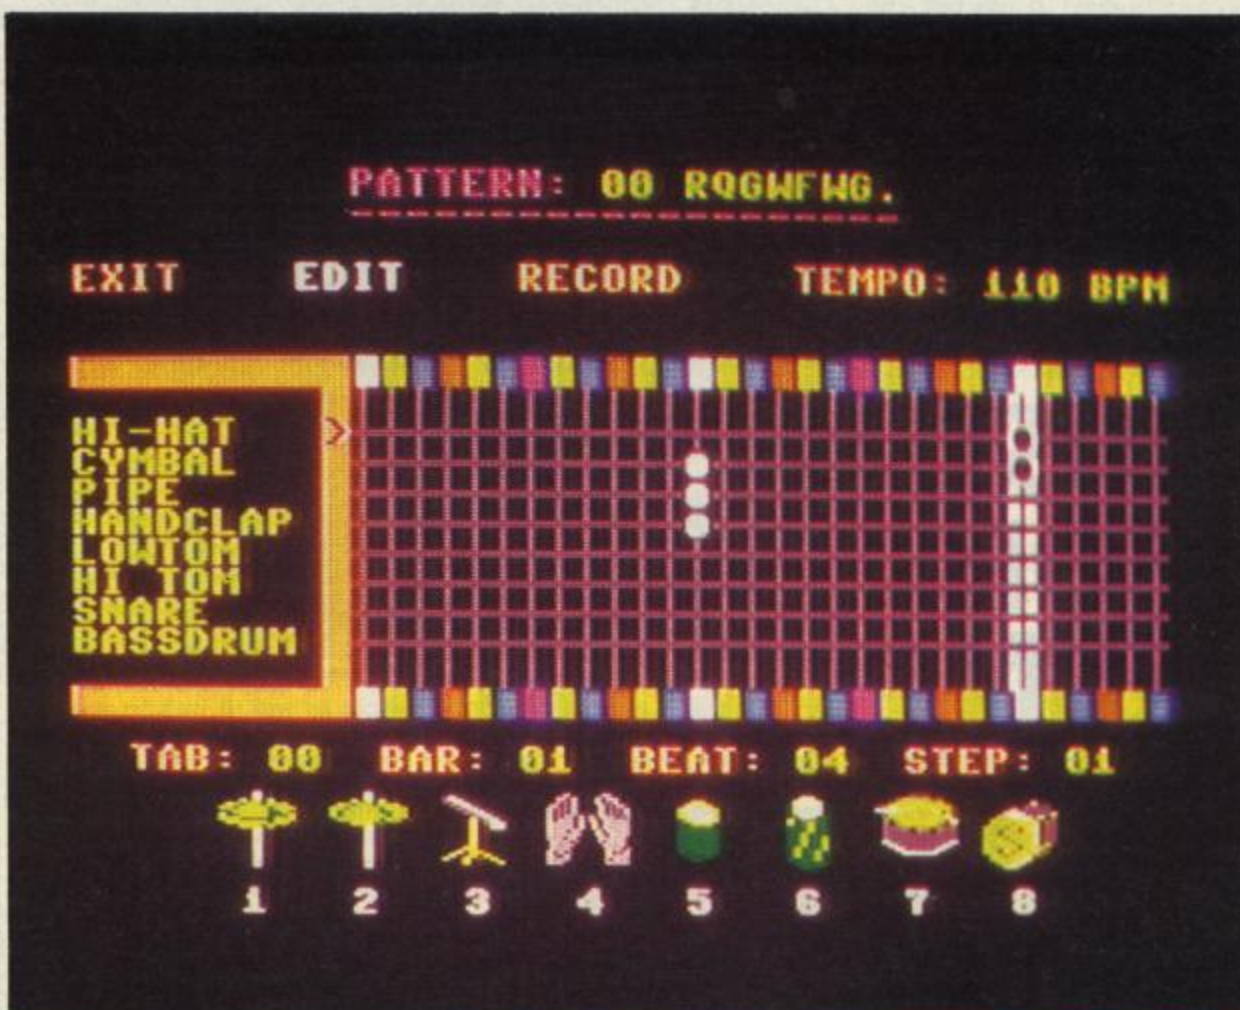 PATTERN: 00 RQGWFWG.
EXIT EDIT RECORD TEMPO: 110 BPM
HI-HAT >
CYMBAL
PIPE
HANDCLAP
LOWTOM
HI TOM
SNARE
BASSDRUM
TAB: 00 BAR: 01 BEAT: 04 STEP: 01
1 2 3 4 5 6 7 8